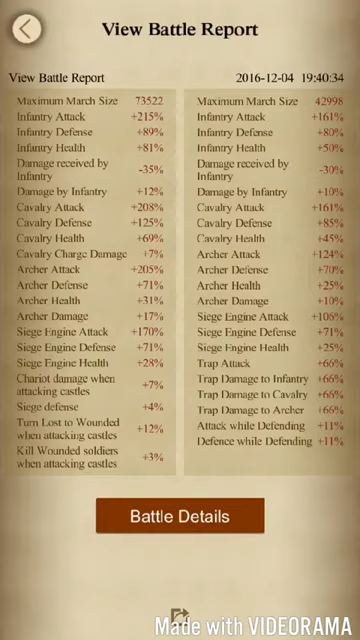 View Battle Report
View Battle Report 2016-12-04 19:40:34
Maximum March Size 73522
Infantry Attack +215%
Infantry Defense +89%
Infantry Health +81%
Damage received by
Infantry -35%
Damage by Infantry +12%
Cavalry Attack +208%
Cavalry Defense +125%
Cavalry Health +69%
Cavalry Charge Damage +7%
Archer Attack +205%
Archer Defense +71%
Archer Health +31%
Archer Damage +17%
Siege Engine Attack +170%
Siege Engine Defense +71%
Siege Engine Health +28%
Chariot damage when
attacking castles +7%
Siege defense +4%
Turn Lost to Wounded
when attacking castles +12%
Kill Wounded soldiers
when attacking castles +3%
Maximum March Size 42998
Infantry Attack +161%
Infantry Defense +80%
Infantry Health +50%
Damage received by
Infantry -30%
Damage by Infantry +10%
Cavalry Attack +161%
Cavalry Defense +85%
Cavalry Health +45%
Archer Attack +124%
Archer Defense +70%
Archer Health +25%
Archer Damage +10%
Siege Engine Attack +106%
Siege Engine Defense +71%
Siege Engine Health +25%
Trap Attack +66%
Trap Damage to Infantry +66%
Trap Damage to Cavalry +66%
Trap Damage to Archer +66%
Attack while Defending +11%
Defence while Defending +11%
Battle Details
Made with VIDEORAMA